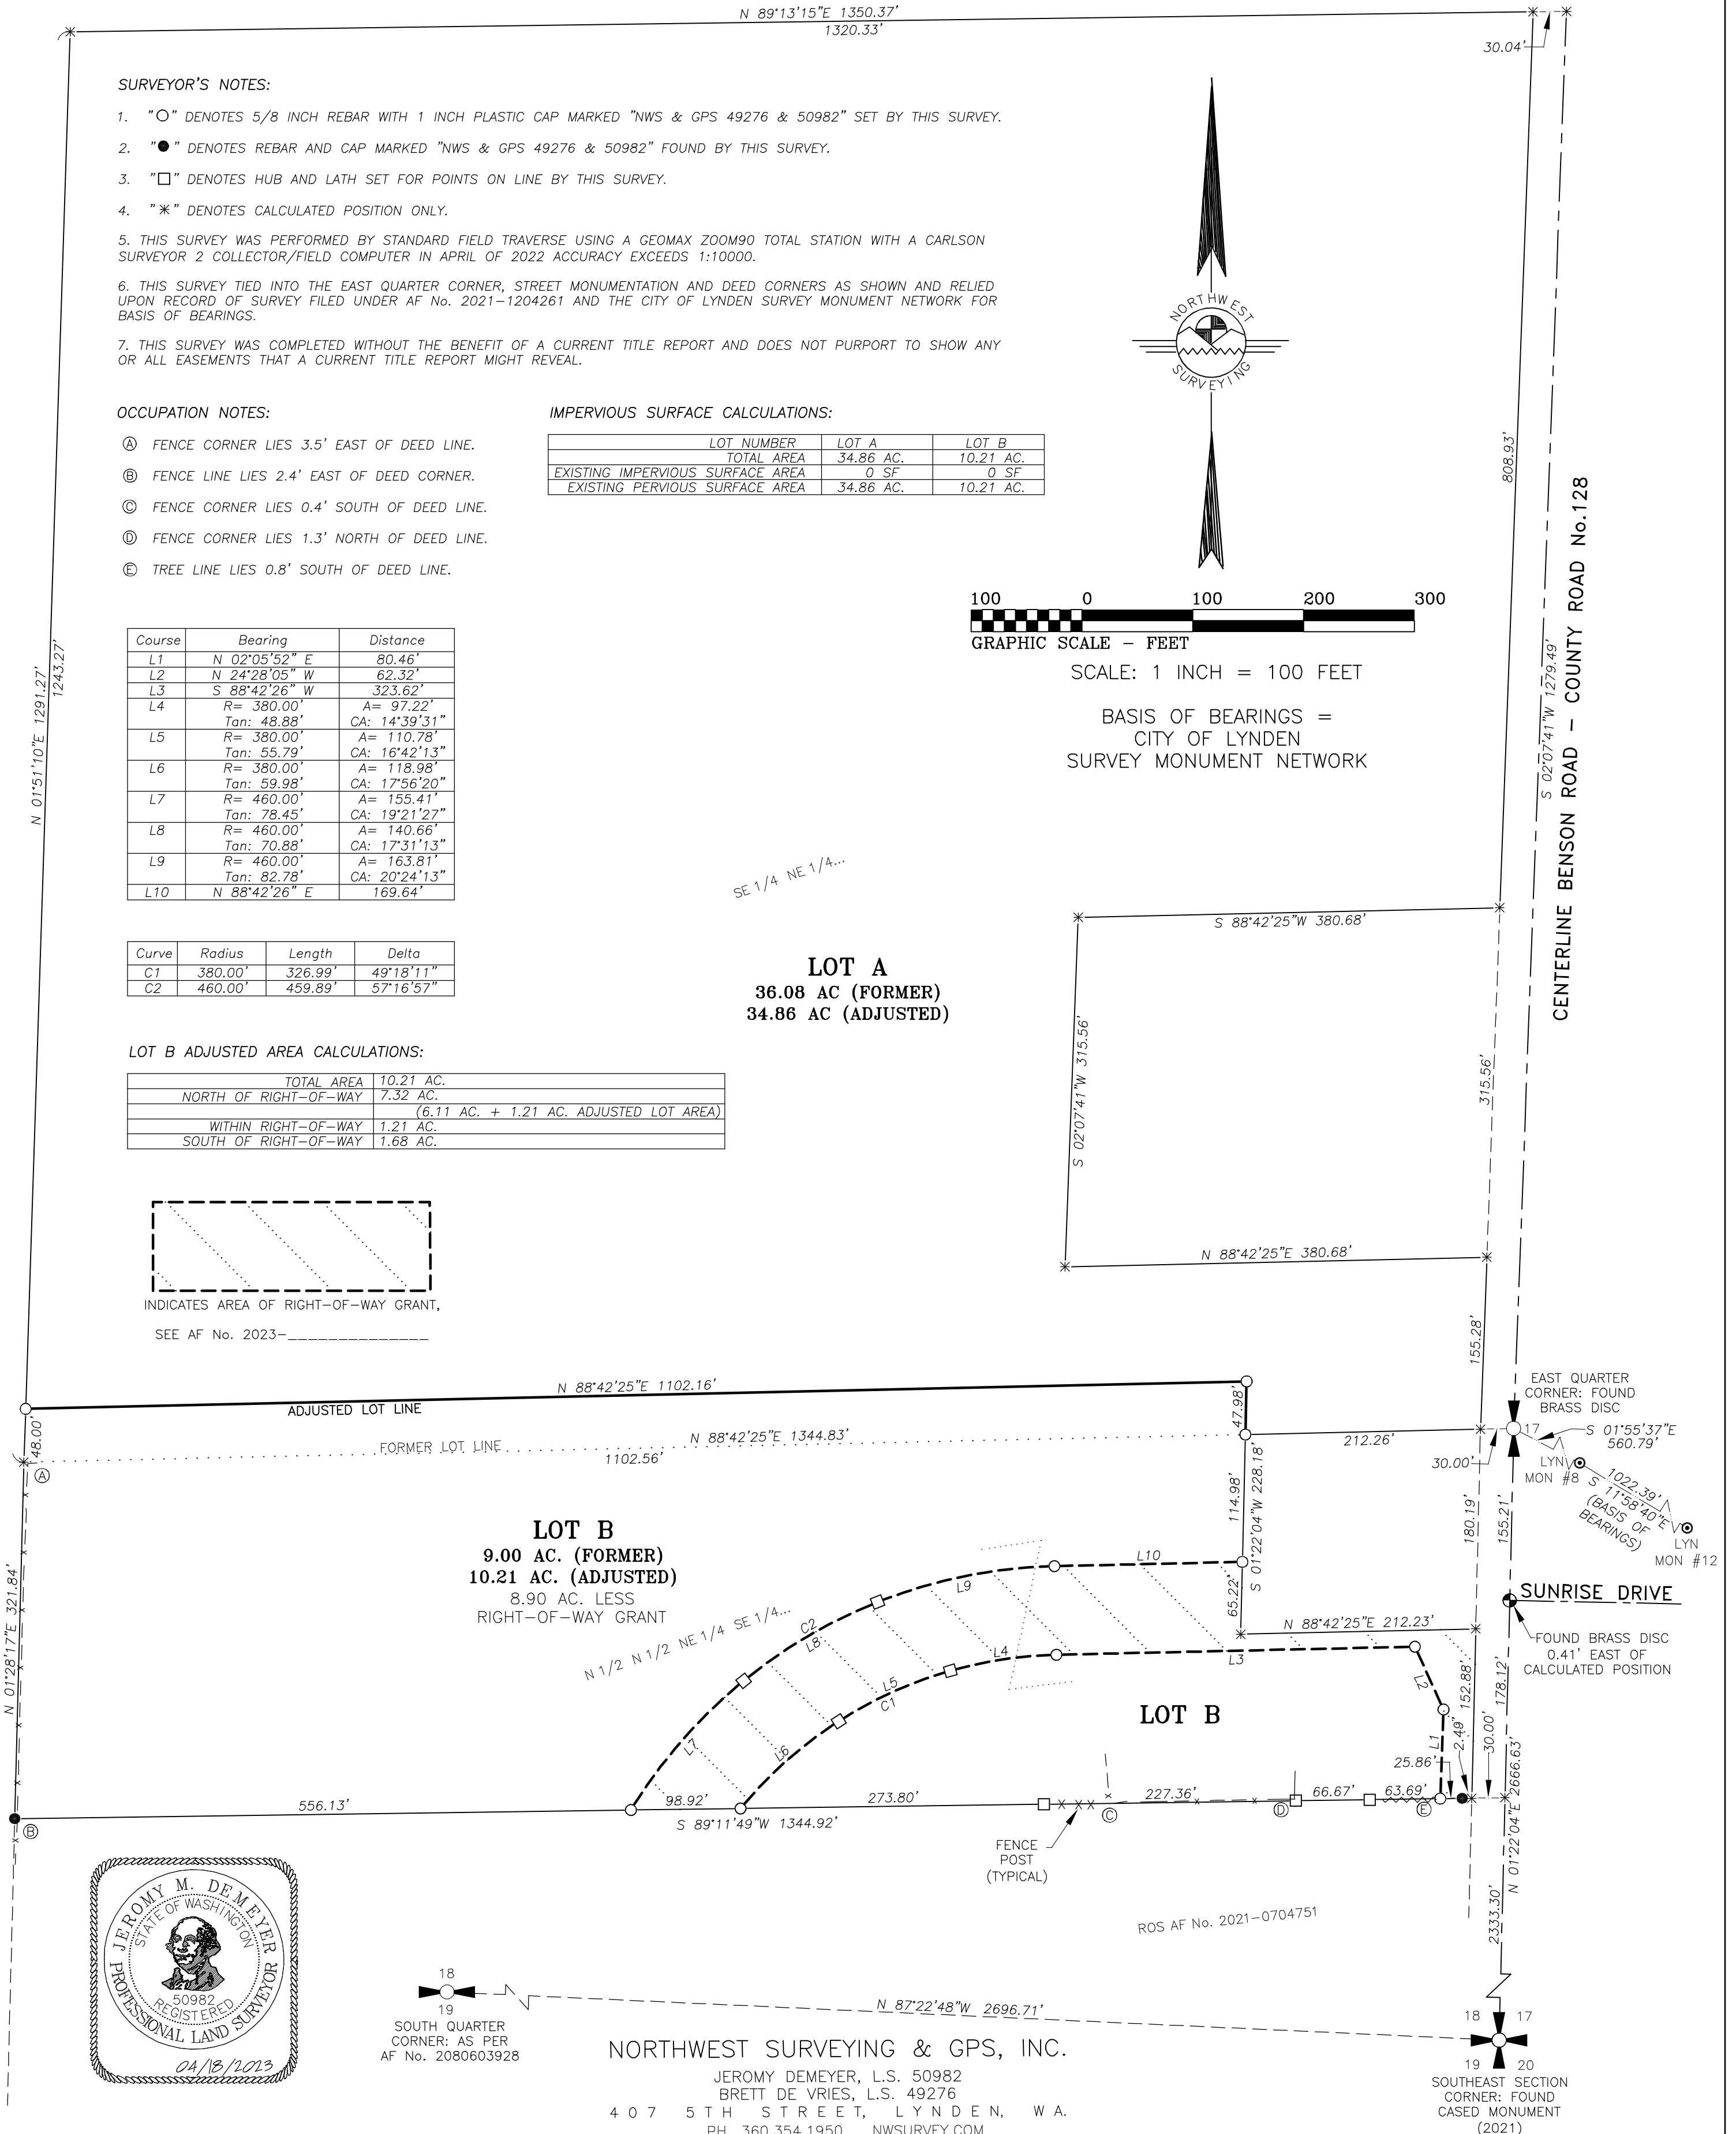 N 89°13'15"E 1350.37'
1320.33'
30.04'
SURVEYOR'S NOTES:
1. "○" DENOTES 5/8 INCH REBAR WITH 1 INCH PLASTIC CAP MARKED "NWS & GPS 49276 & 50982" SET BY THIS SURVEY.
2. "●" DENOTES REBAR AND CAP MARKED "NWS & GPS 49276 & 50982" FOUND BY THIS SURVEY.
3. "□" DENOTES HUB AND LATH SET FOR POINTS ON LINE BY THIS SURVEY.
4. "✳" DENOTES CALCULATED POSITION ONLY.
5. THIS SURVEY WAS PERFORMED BY STANDARD FIELD TRAVERSE USING A GEOMAX ZOOM90 TOTAL STATION WITH A CARLSON
SURVEYOR 2 COLLECTOR/FIELD COMPUTER IN APRIL OF 2022 ACCURACY EXCEEDS 1:10000.
6. THIS SURVEY TIED INTO THE EAST QUARTER CORNER, STREET MONUMENTATION AND DEED CORNERS AS SHOWN AND RELIED
UPON RECORD OF SURVEY FILED UNDER AF No. 2021-1204261 AND THE CITY OF LYNDEN SURVEY MONUMENT NETWORK FOR
BASIS OF BEARINGS.
7. THIS SURVEY WAS COMPLETED WITHOUT THE BENEFIT OF A CURRENT TITLE REPORT AND DOES NOT PURPORT TO SHOW ANY
OR ALL EASEMENTS THAT A CURRENT TITLE REPORT MIGHT REVEAL.
NORTHWEST
SURVEYING
OCCUPATION NOTES:
Ⓐ FENCE CORNER LIES 3.5' EAST OF DEED LINE.
Ⓑ FENCE LINE LIES 2.4' EAST OF DEED CORNER.
Ⓒ FENCE CORNER LIES 0.4' SOUTH OF DEED LINE.
Ⓓ FENCE CORNER LIES 1.3' NORTH OF DEED LINE.
Ⓔ TREE LINE LIES 0.8' SOUTH OF DEED LINE.
IMPERVIOUS SURFACE CALCULATIONS:
LOT NUMBER LOT A LOT B
TOTAL AREA 34.86 AC. 10.21 AC.
EXISTING IMPERVIOUS SURFACE AREA 0 SF 0 SF
EXISTING PERVIOUS SURFACE AREA 34.86 AC. 10.21 AC.
808.93'
CENTERLINE BENSON ROAD - COUNTY ROAD No.128
S 02°07'41"W 1279.49'
N 01°51'10"E 1291.27'
1243.27'
100 0 100 200 300
GRAPHIC SCALE - FEET
SCALE: 1 INCH = 100 FEET
BASIS OF BEARINGS =
CITY OF LYNDEN
SURVEY MONUMENT NETWORK
Course Bearing Distance
L1 N 02°05'52" E 80.46'
L2 N 24°28'05" W 62.32'
L3 S 88°42'26" W 323.62'
L4 R= 380.00' A= 97.22'
Tan: 48.88' CA: 14°39'31"
L5 R= 380.00' A= 110.78'
Tan: 55.79' CA: 16°42'13"
L6 R= 380.00' A= 118.98'
Tan: 59.98' CA: 17°56'20"
L7 R= 460.00' A= 155.41'
Tan: 78.45' CA: 19°21'27"
L8 R= 460.00' A= 140.66'
Tan: 70.88' CA: 17°31'13"
L9 R= 460.00' A= 163.81'
Tan: 82.78' CA: 20°24'13"
L10 N 88°42'26" E 169.64'
SE 1/4 NE 1/4...
Curve Radius Length Delta
C1 380.00' 326.99' 49°18'11"
C2 460.00' 459.89' 57°16'57"
S 88°42'25"W 380.68'
LOT A
36.08 AC (FORMER)
34.86 AC (ADJUSTED)
S 02°07'41"W 315.56'
315.56'
N 88°42'25"E 380.68'
LOT B ADJUSTED AREA CALCULATIONS:
TOTAL AREA 10.21 AC.
NORTH OF RIGHT-OF-WAY 7.32 AC.
(6.11 AC. + 1.21 AC. ADJUSTED LOT AREA)
WITHIN RIGHT-OF-WAY 1.21 AC.
SOUTH OF RIGHT-OF-WAY 1.68 AC.
INDICATES AREA OF RIGHT-OF-WAY GRANT,
SEE AF No. 2023-______________
155.28'
N 88°42'25"E 1102.16'
ADJUSTED LOT LINE
47.98'
48.00'
FORMER LOT LINE
N 88°42'25"E 1344.83'
1102.56'
Ⓐ
212.26'
30.00'
EAST QUARTER
CORNER: FOUND
BRASS DISC
17
S 01°55'37"E
560.79'
LYN
MON #8
1022.39'
S 11°58'40"E
(BASIS OF
BEARINGS)
LYN
MON #12
114.98'
S 01°22'04"W 228.18'
180.19'
155.21'
LOT B
9.00 AC. (FORMER)
10.21 AC. (ADJUSTED)
8.90 AC. LESS
RIGHT-OF-WAY GRANT
N 1/2 N 1/2 NE 1/4 SE 1/4...
N 01°28'17"E 321.84'
L10
L9
65.22'
SUNRISE DRIVE
N 88°42'25"E 212.23'
FOUND BRASS DISC
0.41' EAST OF
CALCULATED POSITION
C2
L8
L4
L3
L5
C1
L2
152.88'
178.12'
LOT B
L7
L6
L1
2.49'
30.00'
25.86'
N 01°22'04"E 2666.63'
556.13'
98.92'
273.80'
227.36'
66.67'
63.69'
S 89°11'49"W 1344.92'
Ⓑ
Ⓒ
Ⓓ
Ⓔ
FENCE
POST
(TYPICAL)
ROS AF No. 2021-0704751
2333.30'
JEROMY M. DEMEYER
STATE OF WASHINGTON
50982
REGISTERED
PROFESSIONAL LAND SURVEYOR
04/18/2023
18
19
SOUTH QUARTER
CORNER: AS PER
AF No. 2080603928
N 87°22'48"W 2696.71'
18 17
19 20
SOUTHEAST SECTION
CORNER: FOUND
CASED MONUMENT
(2021)
NORTHWEST SURVEYING & GPS, INC.
JEROMY DEMEYER, L.S. 50982
BRETT DE VRIES, L.S. 49276
407 5TH STREET, LYNDEN, WA.
PH. 360.354.1950 NWSURVEY.COM